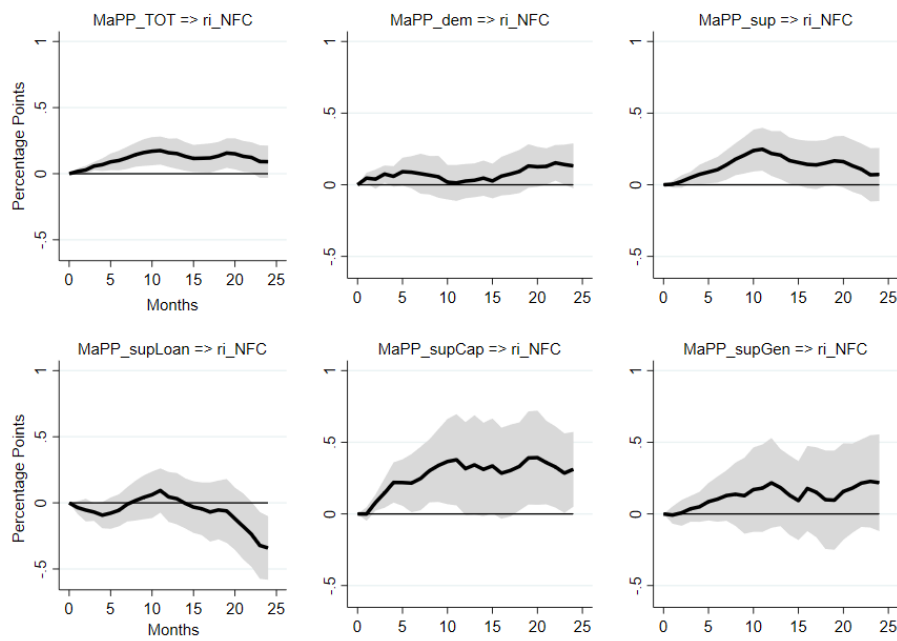 MaPP_TOT => ri_NFC
MaPP_dem => ri_NFC
MaPP_sup => ri_NFC
Percentage Points
1
.5
0
-.5
0 5 10 15 20 25
Months
1
.5
0
-.5
0 5 10 15 20 25
1
.5
0
-.5
0 5 10 15 20 25
MaPP_supLoan => ri_NFC
MaPP_supCap => ri_NFC
MaPP_supGen => ri_NFC
Percentage Points
1
.5
0
-.5
0 5 10 15 20 25
Months
1
.5
0
-.5
0 5 10 15 20 25
1
.5
0
-.5
0 5 10 15 20 25